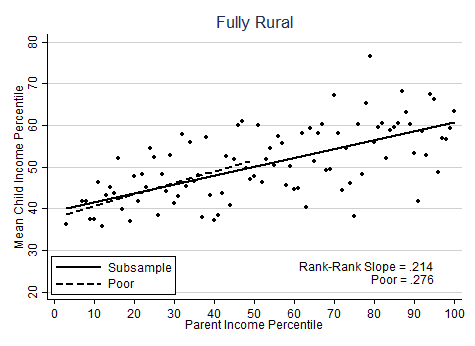 Fully Rural
Mean Child Income Percentile
80
70
60
50
40
30
20
Subsample
Poor
Rank-Rank Slope = .214
Poor = .276
0 10 20 30 40 50 60 70 80 90 100
Parent Income Percentile